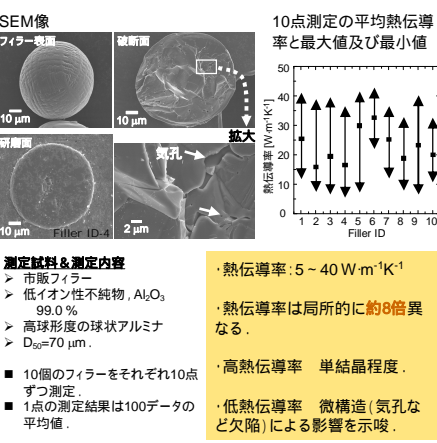 SEM像
フィラー表面
10 μm
破断面
10 μm
拡大
研磨面
10 μm
Filler ID-4
気孔
2 μm
10点測定の平均熱伝導
率と最大値及び最小値
熱伝導率 [W·m⁻¹K⁻¹]
50
40
30
20
10
0
1 2 3 4 5 6 7 8 9 10
Filler ID
測定試料&測定内容
➢ 市販フィラー
➢ 低イオン性不純物 , Al₂O₃
99.0 %
➢ 高球形度の球状アルミナ
➢ D₅₀=70 μm .
■ 10個のフィラーをそれぞれ10点
ずつ測定 .
■ 1点の測定結果は100データの
平均値 .
·熱伝導率 : 5 ~ 40 W·m⁻¹K⁻¹
·熱伝導率は局所的に約8倍異
なる .
·高熱伝導率 単結晶程度 .
·低熱伝導率 微構造(気孔な
ど欠陥)による影響を示唆 .